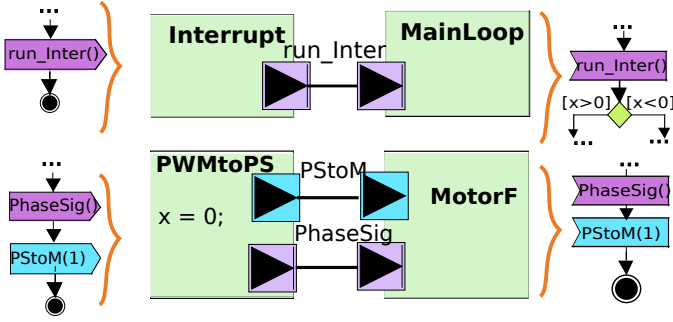 ...
run_Inter()
Interrupt
run_Inter
MainLoop
...
run_Inter()
[x>0] [x<0]
... ...
...
PhaseSig()
PStoM(1)
PWMtoPS
x = 0;
PStoM
PhaseSig
MotorF
...
PhaseSig()
PStoM(1)